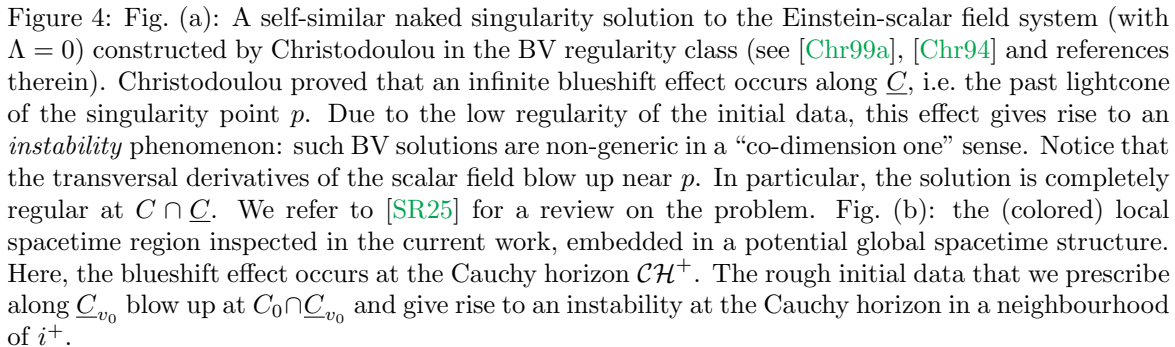 Figure 4: Fig. (a): A self-similar naked singularity solution to the Einstein-scalar field system (with
Λ = 0) constructed by Christodoulou in the BV regularity class (see [Chr99a], [Chr94] and references
therein). Christodoulou proved that an infinite blueshift effect occurs along C̲, i.e. the past lightcone
of the singularity point p. Due to the low regularity of the initial data, this effect gives rise to an
instability phenomenon: such BV solutions are non-generic in a “co-dimension one” sense. Notice that
the transversal derivatives of the scalar field blow up near p. In particular, the solution is completely
regular at C ∩ C̲. We refer to [SR25] for a review on the problem. Fig. (b): the (colored) local
spacetime region inspected in the current work, embedded in a potential global spacetime structure.
Here, the blueshift effect occurs at the Cauchy horizon 𝒞ℋ⁺. The rough initial data that we prescribe
along C̲_{v₀} blow up at C₀∩C̲_{v₀} and give rise to an instability at the Cauchy horizon in a neighbourhood
of i⁺.